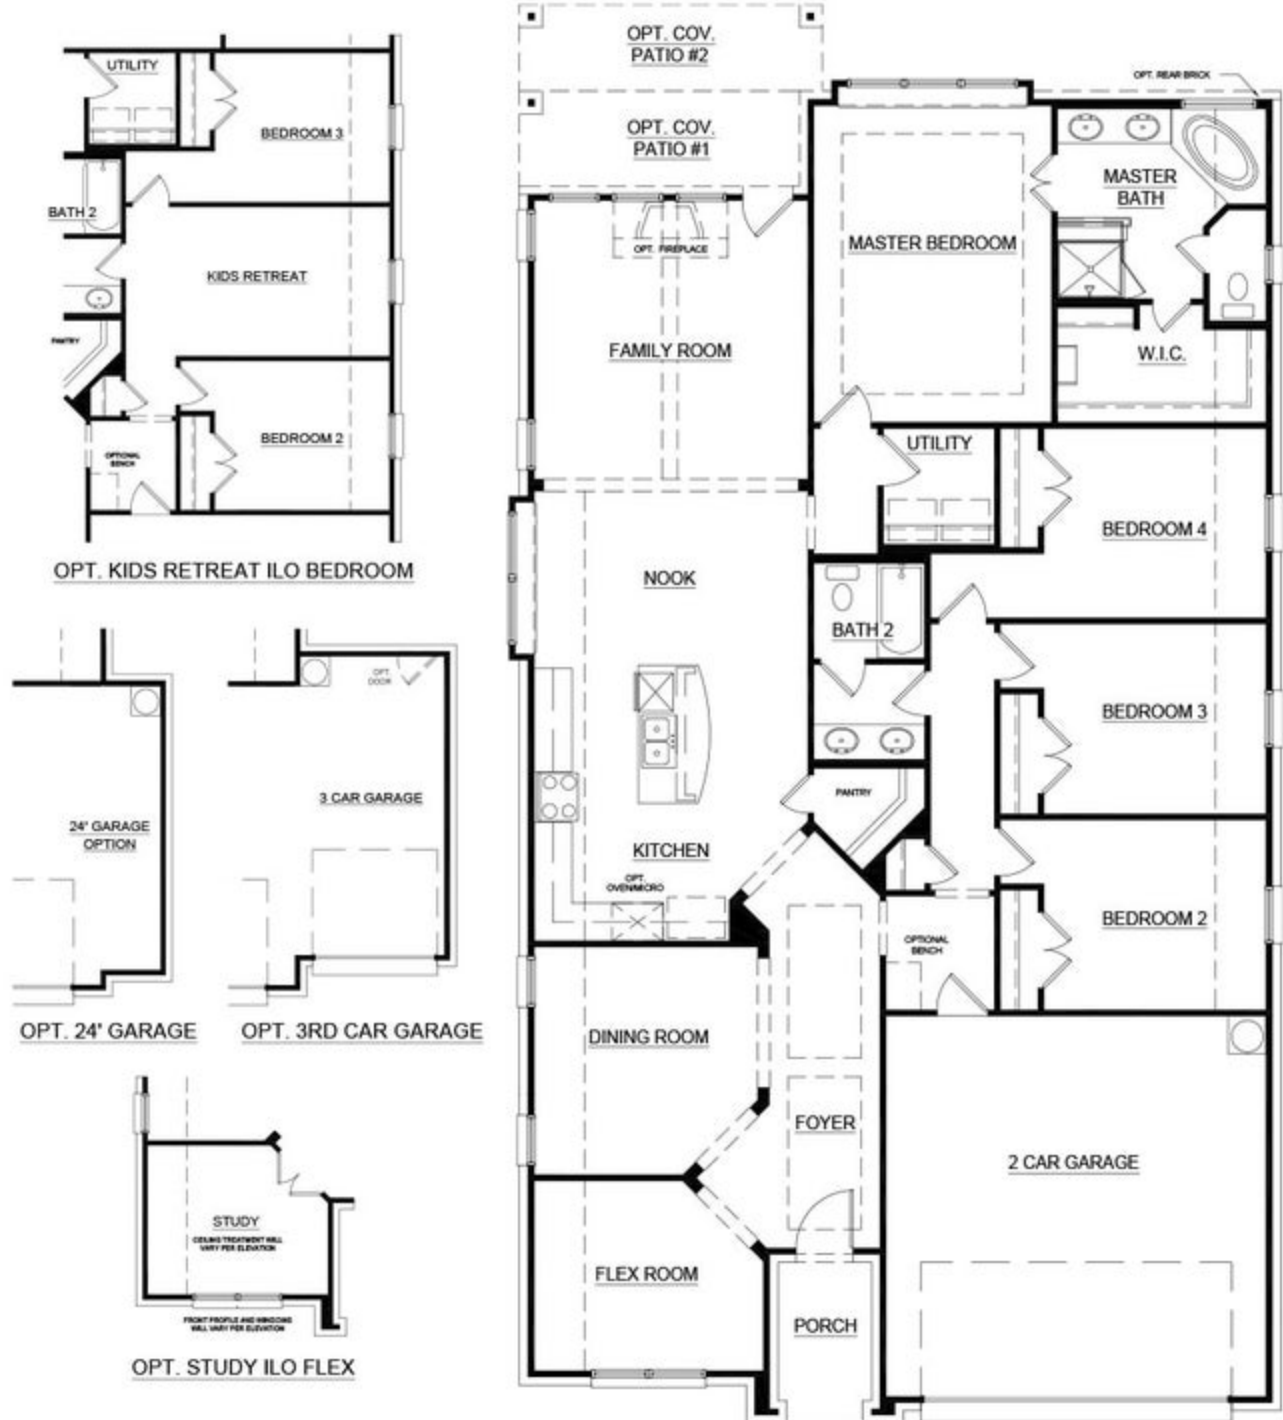 UTILITY
BEDROOM 3
BATH 2
KIDS RETREAT
PANTRY
BEDROOM 2
OPTIONAL
BENCH
OPT. KIDS RETREAT ILO BEDROOM
24' GARAGE
OPTION
OPT. 24' GARAGE
OPT.
DOOR
3 CAR GARAGE
OPT. 3RD CAR GARAGE
STUDY
CEILING TREATMENT WILL
VARY PER ELEVATION
FRONT PROFILE AND WINDOWS
WILL VARY PER ELEVATION
OPT. STUDY ILO FLEX
OPT. COV.
PATIO #2
OPT. COV.
PATIO #1
OPT. REAR BRICK
MASTER
BATH
MASTER BEDROOM
OPT. FIREPLACE
FAMILY ROOM
W.I.C.
UTILITY
BEDROOM 4
NOOK
BATH 2
BEDROOM 3
PANTRY
KITCHEN
OPT.
OVEN/MICRO
BEDROOM 2
OPTIONAL
BENCH
DINING ROOM
FOYER
2 CAR GARAGE
FLEX ROOM
PORCH